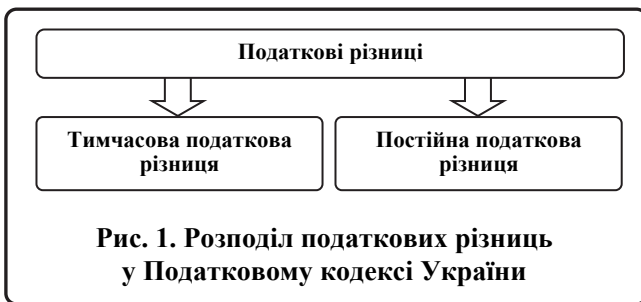 Податкові різниці
Тимчасова податкова
різниця
Постійна податкова
різниця
Рис. 1. Розподіл податкових різниць
у Податковому кодексі України